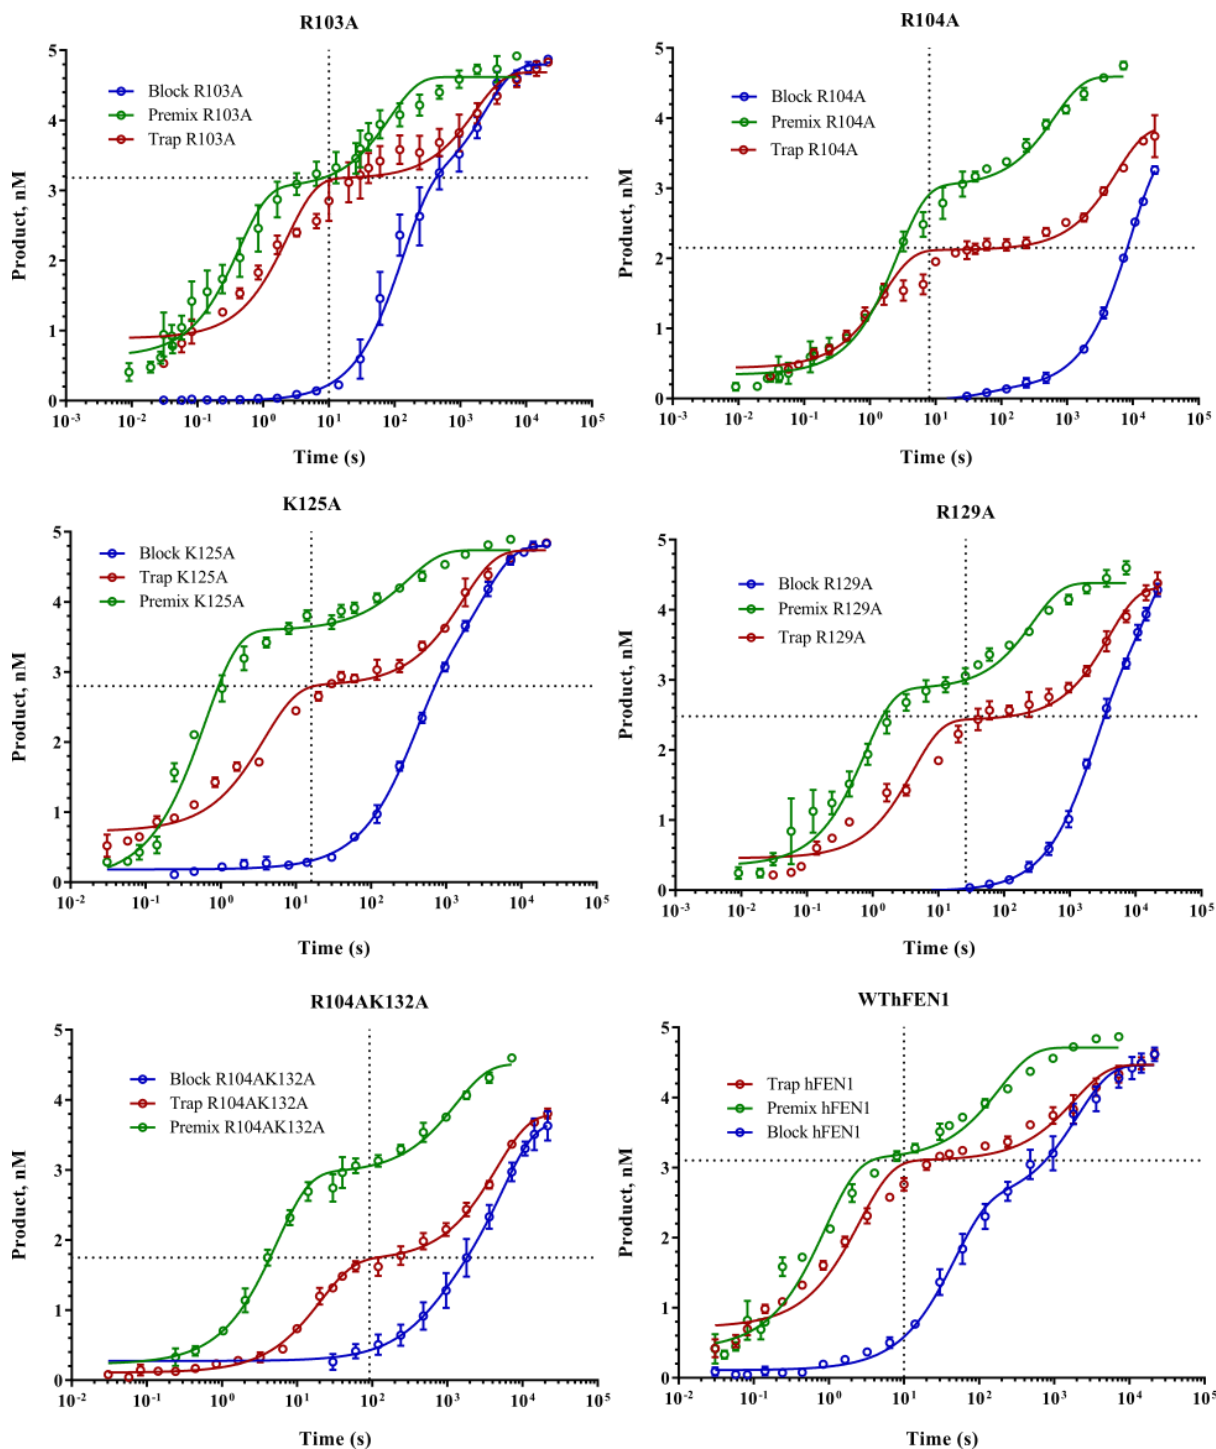 R103A
Product, nM
5
4
3
2
1
0
Block R103A
Premix R103A
Trap R103A
10-3 10-2 10-1 100 101 102 103 104 105
Time (s)
R104A
Product, nM
5
4
3
2
1
0
Block R104A
Premix R104A
Trap R104A
10-3 10-2 10-1 100 101 102 103 104 105
Time (s)
K125A
Product, nM
5
4
3
2
1
0
Block K125A
Trap K125A
Premix K125A
10-2 10-1 100 101 102 103 104 105
Time (s)
R129A
Product, nM
5
4
3
2
1
0
Block R129A
Premix R129A
Trap R129A
10-3 10-2 10-1 100 101 102 103 104 105
Time (s)
R104AK132A
Product, nM
5
4
3
2
1
0
Block R104AK132A
Trap R104AK132A
Premix R104AK132A
10-2 10-1 100 101 102 103 104 105
Time (s)
WThFEN1
Product, nM
5
4
3
2
1
0
Trap hFEN1
Premix hFEN1
Block hFEN1
10-2 10-1 100 101 102 103 104 105
Time (s)